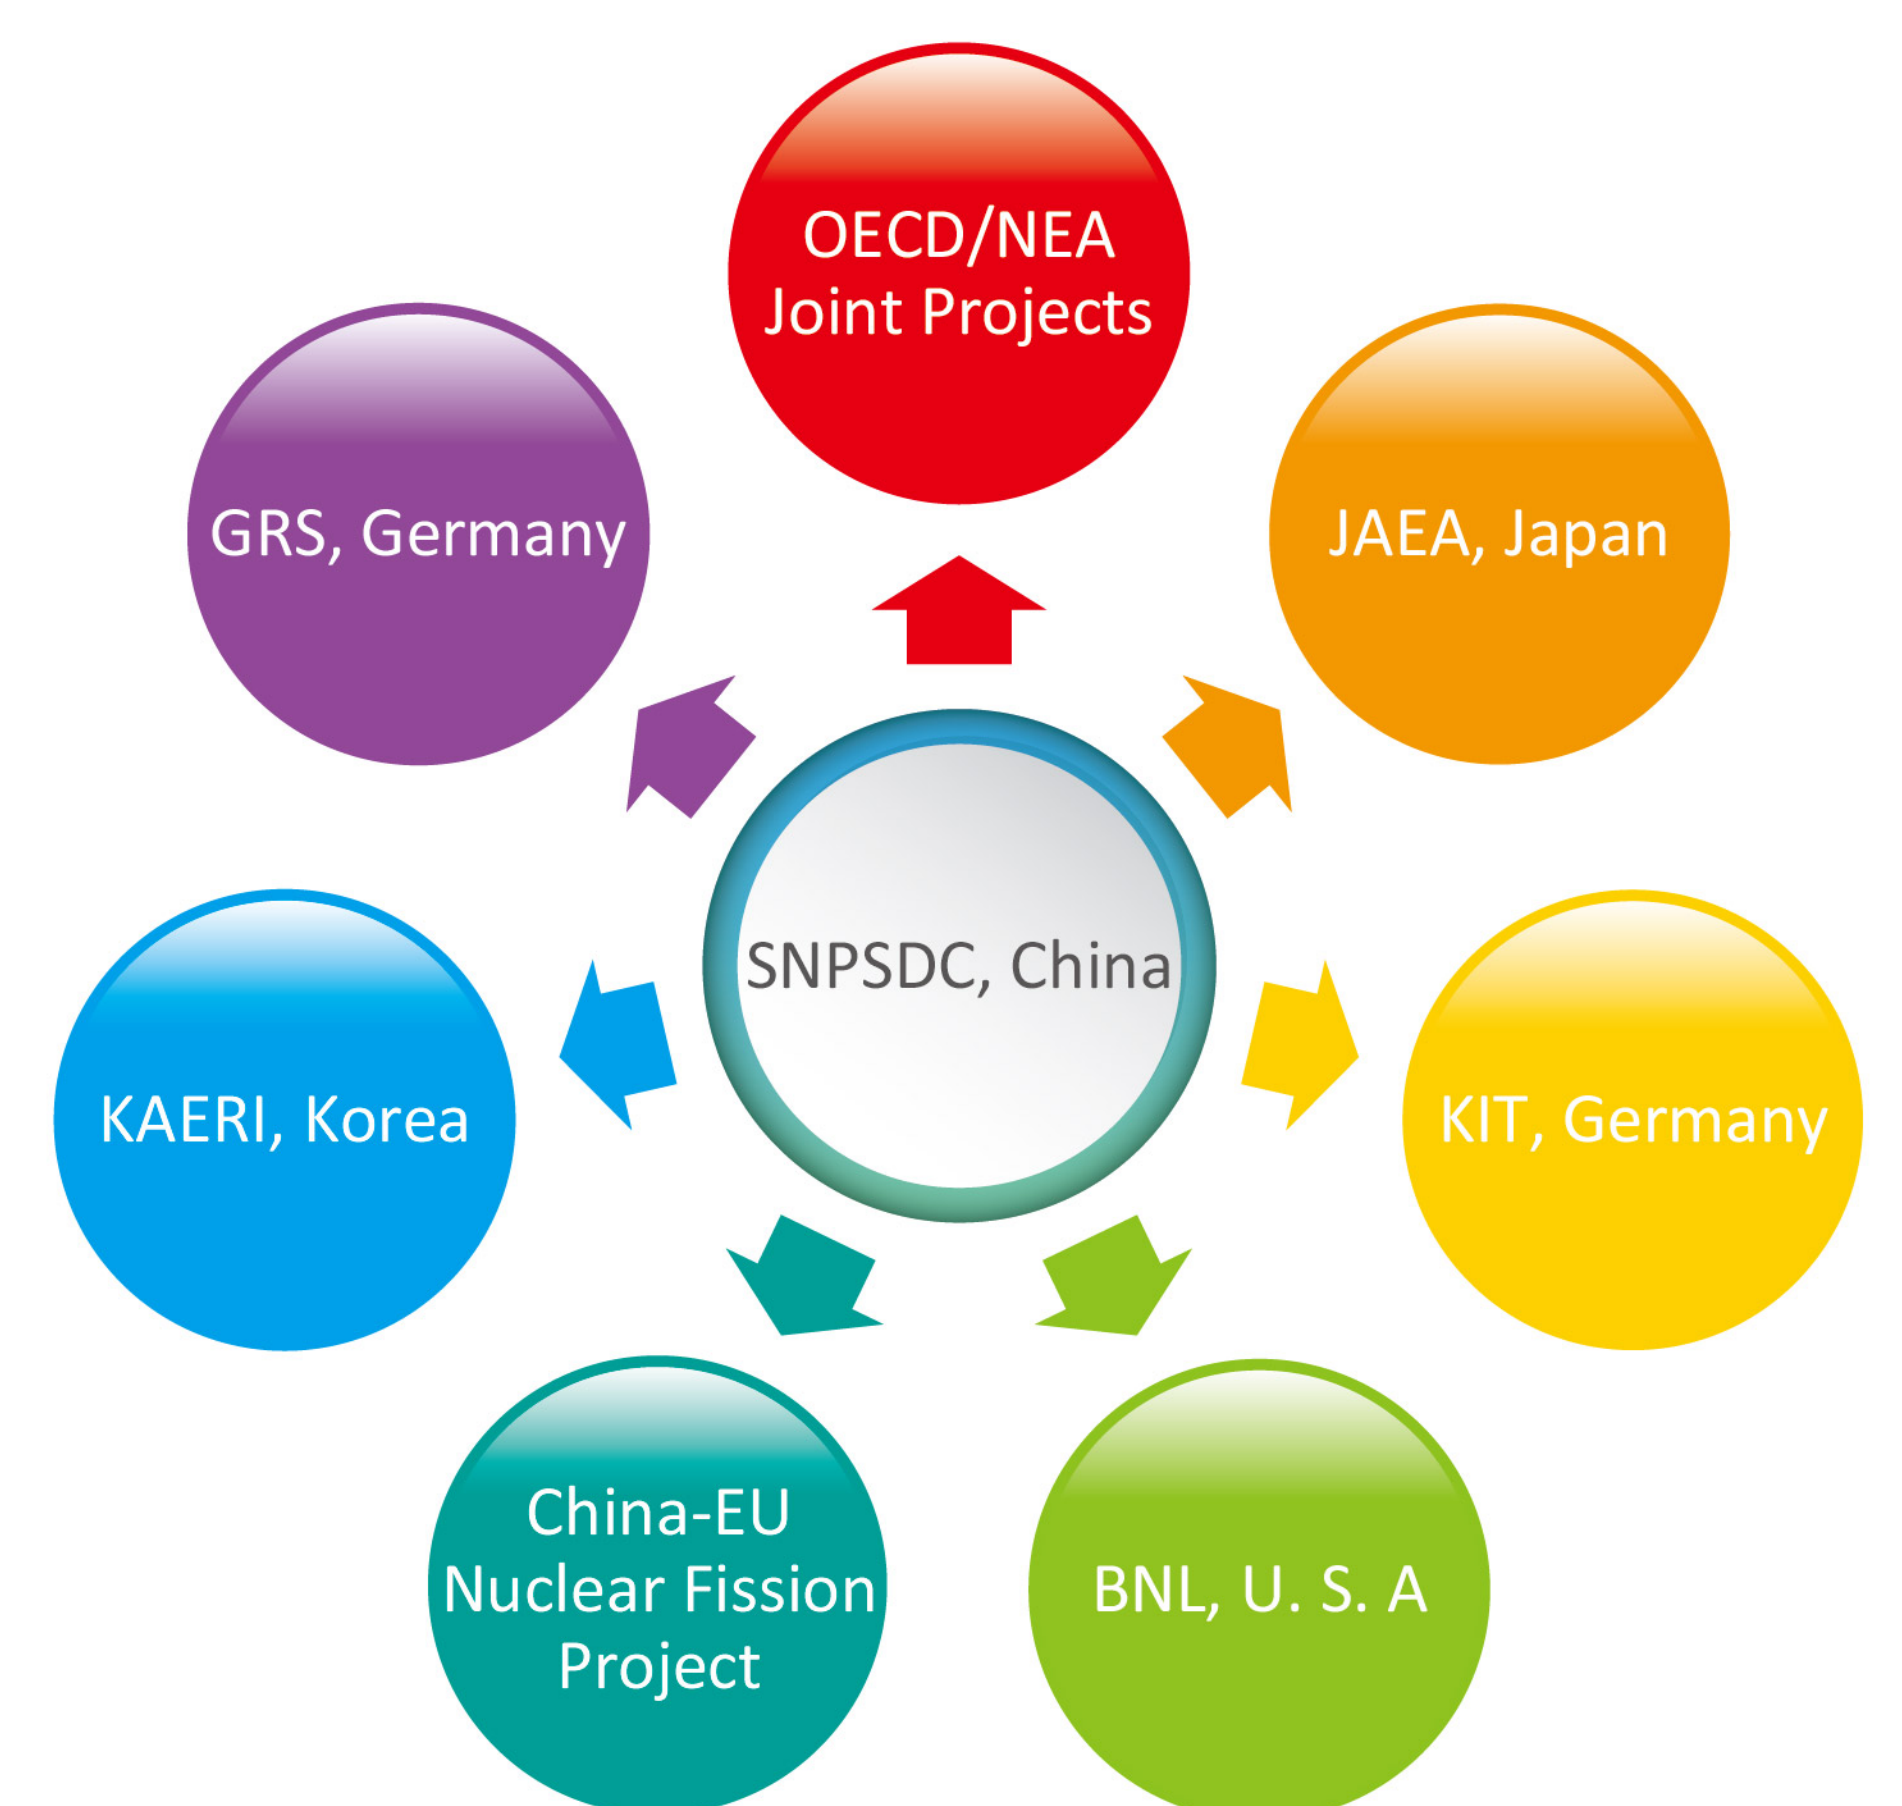 OECD/NEA
Joint Projects
GRS, Germany
JAEA, Japan
SNPSDC, China
KAERI, Korea
KIT, Germany
China-EU
Nuclear Fission
Project
BNL, U. S. A